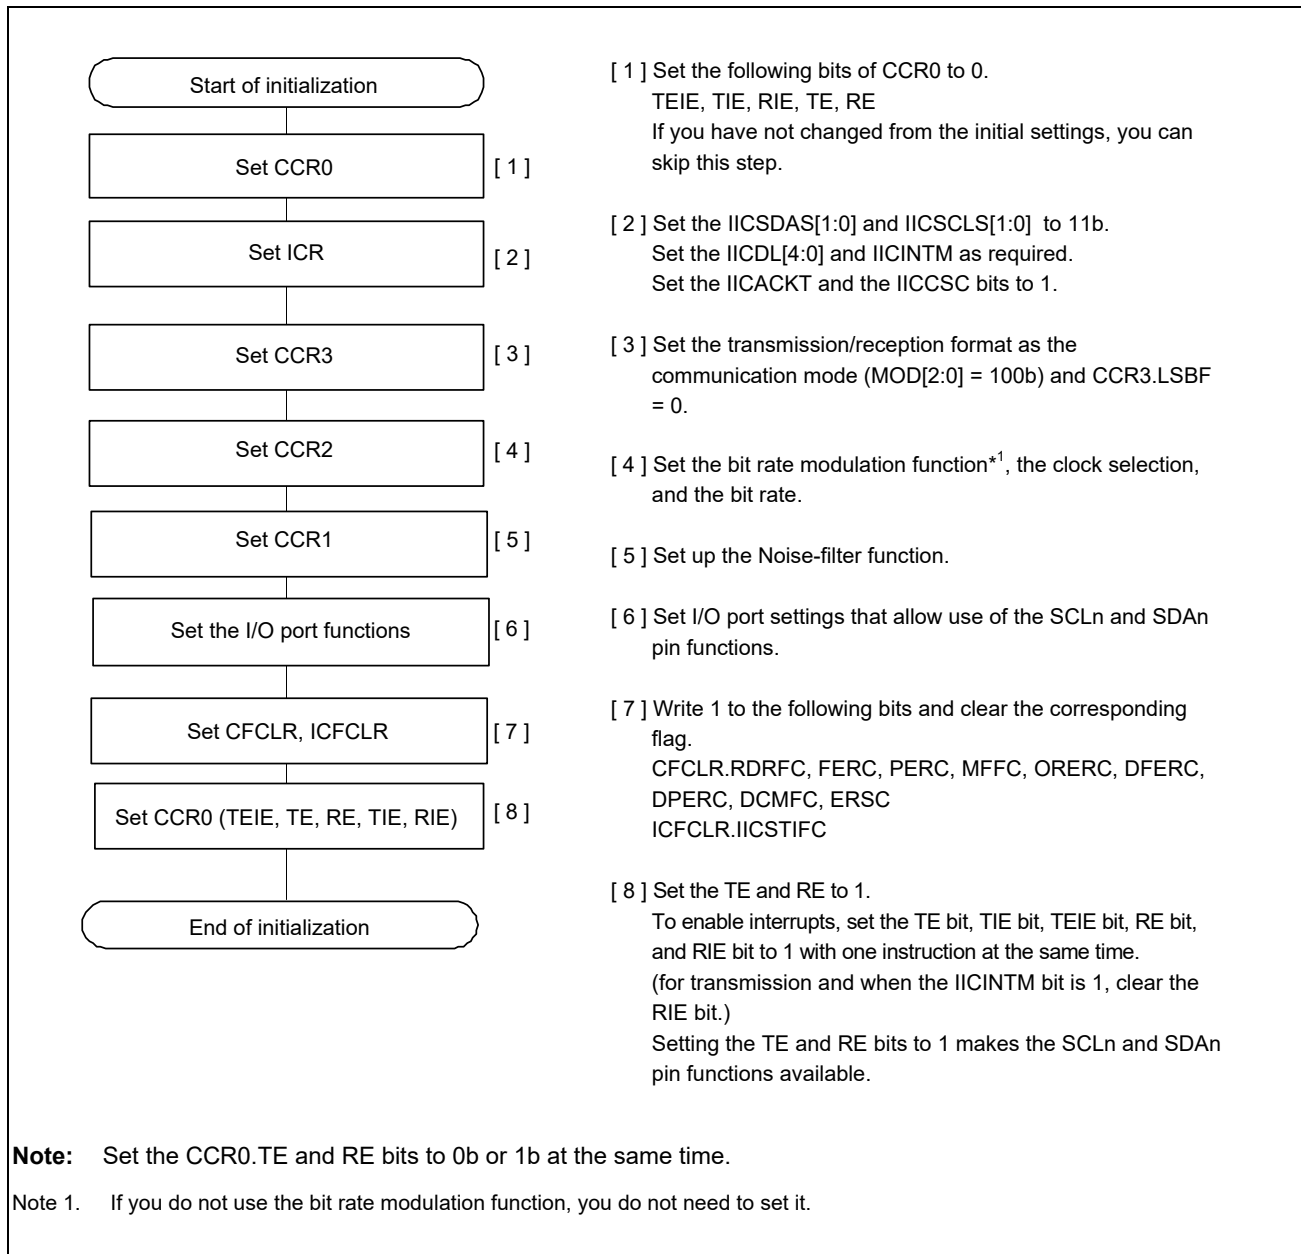 Start of initialization
Set CCR0
[ 1 ]
Set ICR
[ 2 ]
Set CCR3
[ 3 ]
Set CCR2
[ 4 ]
Set CCR1
[ 5 ]
Set the I/O port functions
[ 6 ]
Set CFCLR, ICFCLR
[ 7 ]
Set CCR0 (TEIE, TE, RE, TIE, RIE)
[ 8 ]
End of initialization
[ 1 ] Set the following bits of CCR0 to 0.
TEIE, TIE, RIE, TE, RE
If you have not changed from the initial settings, you can
skip this step.
[ 2 ] Set the IICSDAS[1:0] and IICSCLS[1:0] to 11b.
Set the IICDL[4:0] and IICINTM as required.
Set the IICACKT and the IICCSC bits to 1.
[ 3 ] Set the transmission/reception format as the
communication mode (MOD[2:0] = 100b) and CCR3.LSBF
= 0.
[ 4 ] Set the bit rate modulation function*1, the clock selection,
and the bit rate.
[ 5 ] Set up the Noise-filter function.
[ 6 ] Set I/O port settings that allow use of the SCLn and SDAn
pin functions.
[ 7 ] Write 1 to the following bits and clear the corresponding
flag.
CFCLR.RDRFC, FERC, PERC, MFFC, ORERC, DFERC,
DPERC, DCMFC, ERSC
ICFCLR.IICSTIFC
[ 8 ] Set the TE and RE to 1.
To enable interrupts, set the TE bit, TIE bit, TEIE bit, RE bit,
and RIE bit to 1 with one instruction at the same time.
(for transmission and when the IICINTM bit is 1, clear the
RIE bit.)
Setting the TE and RE bits to 1 makes the SCLn and SDAn
pin functions available.
Note: Set the CCR0.TE and RE bits to 0b or 1b at the same time.
Note 1. If you do not use the bit rate modulation function, you do not need to set it.